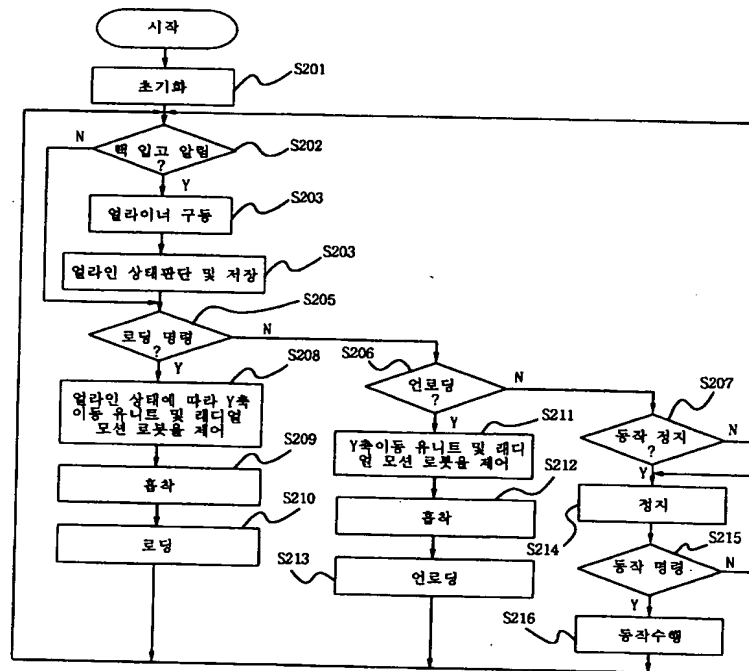 시작
초기화
S201
N
팩 입고 알림
?
S202
Y
얼라이너 구동
S203
얼라인 상태판단 및 저장
S203
로딩 명령
?
S205
N
Y
S208
얼라인 상태에 따라 Y축
이동 유니트 및 래디얼
모션 로봇을 제어
S209
흡착
S210
로딩
S206
언로딩
?
N
Y
S211
Y축이동 유니트 및 래디
얼 모션 로봇을 제어
S212
흡착
S213
언로딩
S207
동작 정지
?
N
Y
정지
S214
S215
동작 명령
N
Y
S216
동작수행